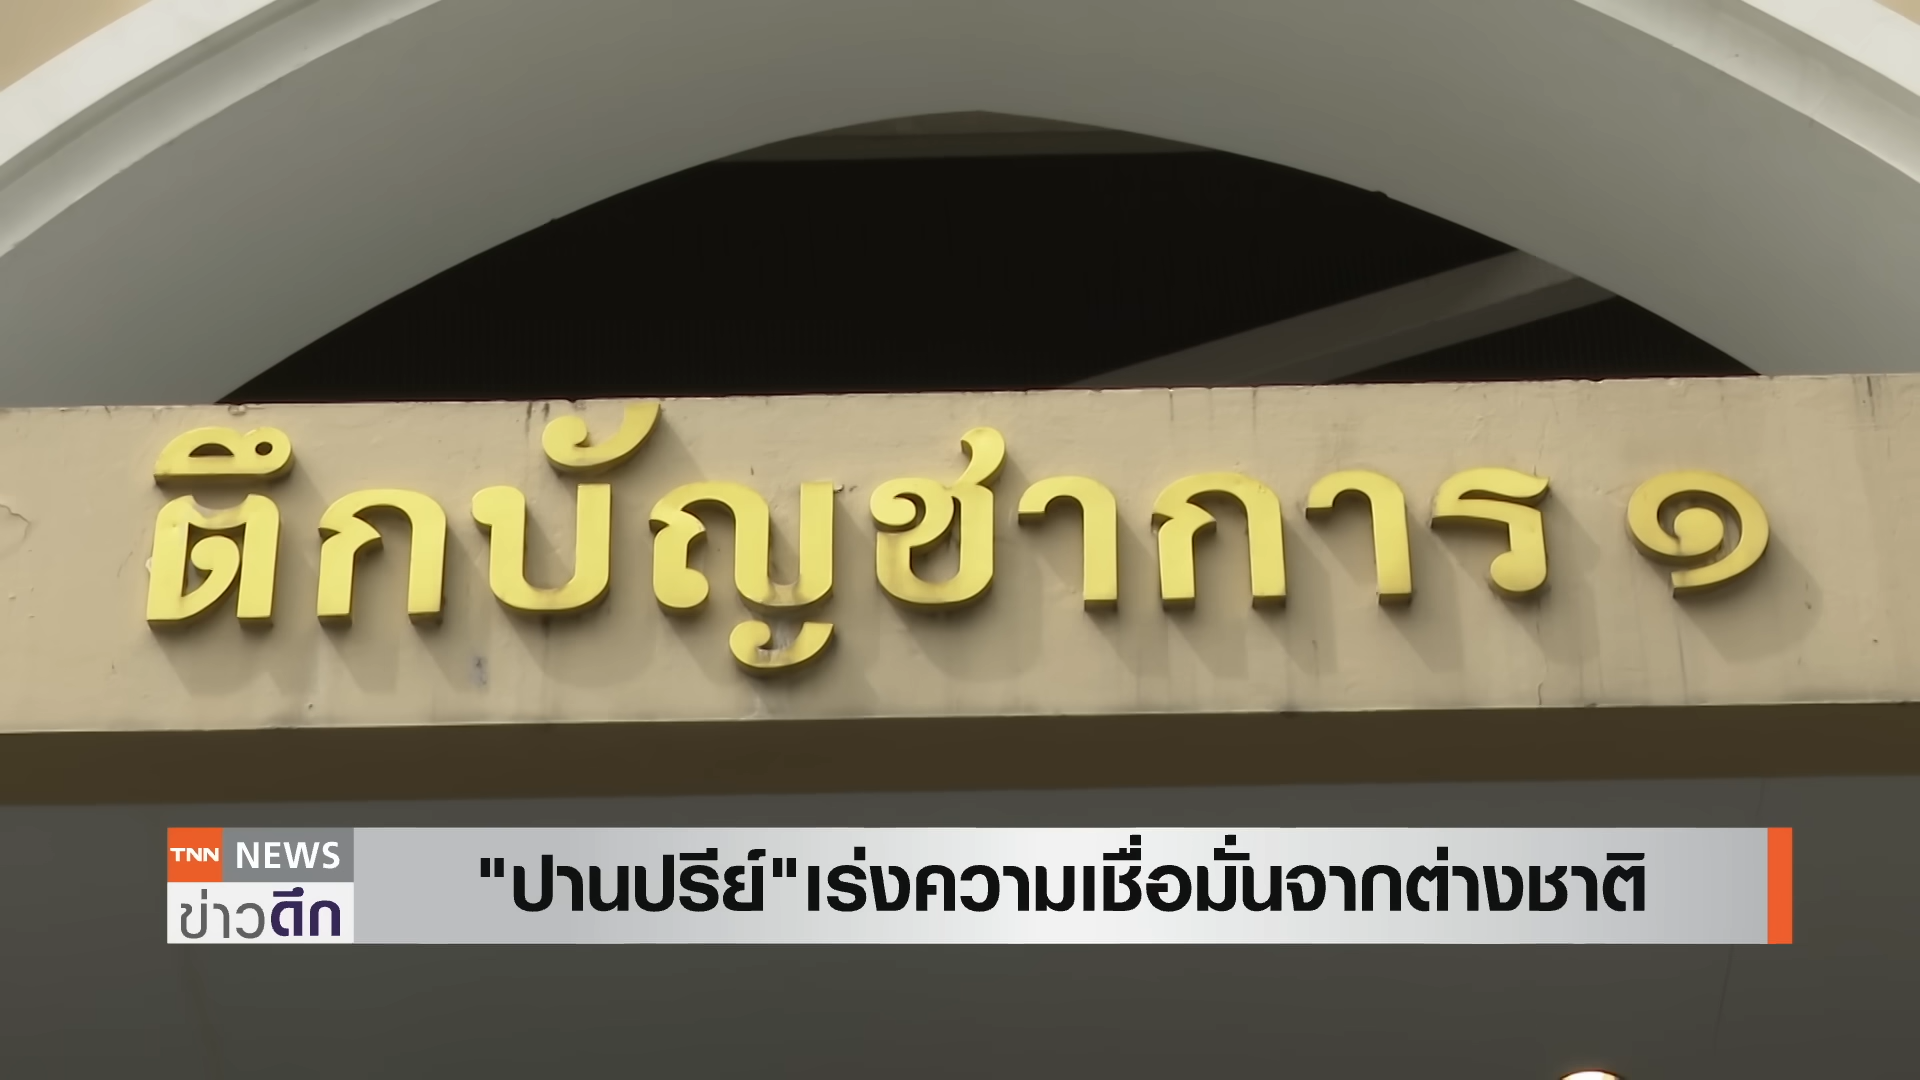 ตึกบัญชาการ ๑
TNN NEWS
ข่าวดึก
"ปานปรีย์"เร่งความเชื่อมั่นจากต่างชาติ